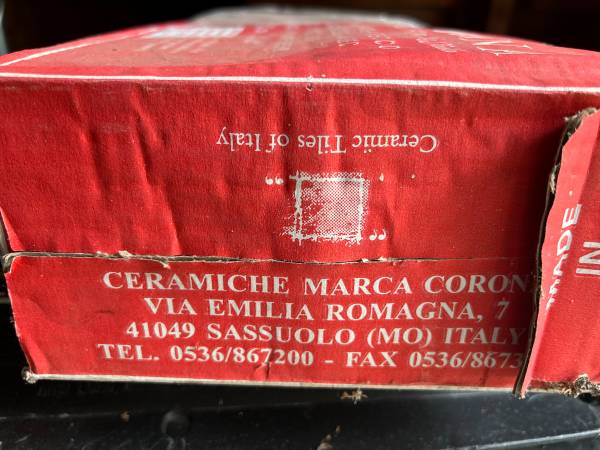 Ceramic Tiles of Italy
CERAMICHE MARCA CORON
VIA EMILIA ROMAGNA, 7
41049 SASSUOLO (MO) ITALY
TEL. 0536/867200 - FAX 0536/8673
MADE
IN